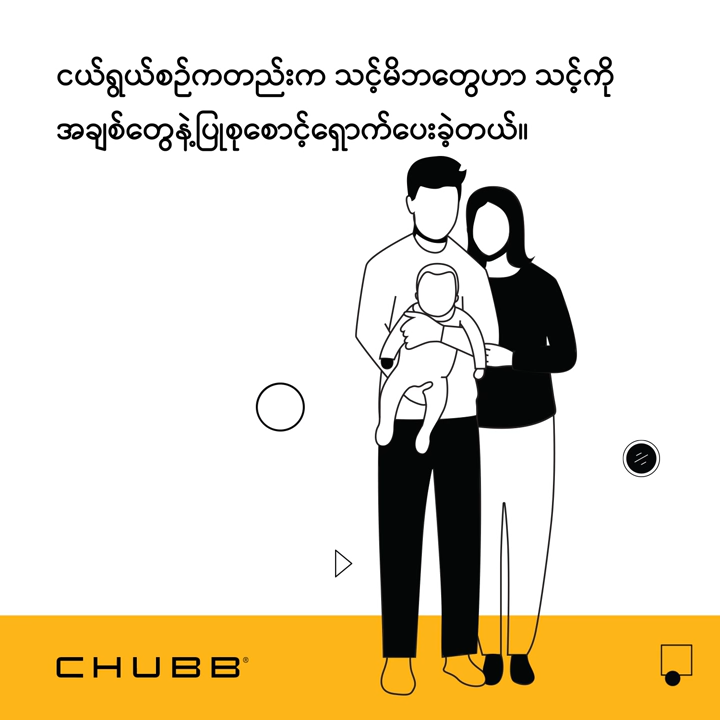 ငယ်ရွယ်စဉ်ကတည်းက သင့်မိဘတွေဟာ သင့်ကို
အချစ်တွေနဲ့ပြုစုစောင့်ရှောက်ပေးခဲ့တယ်။
CHUBB®